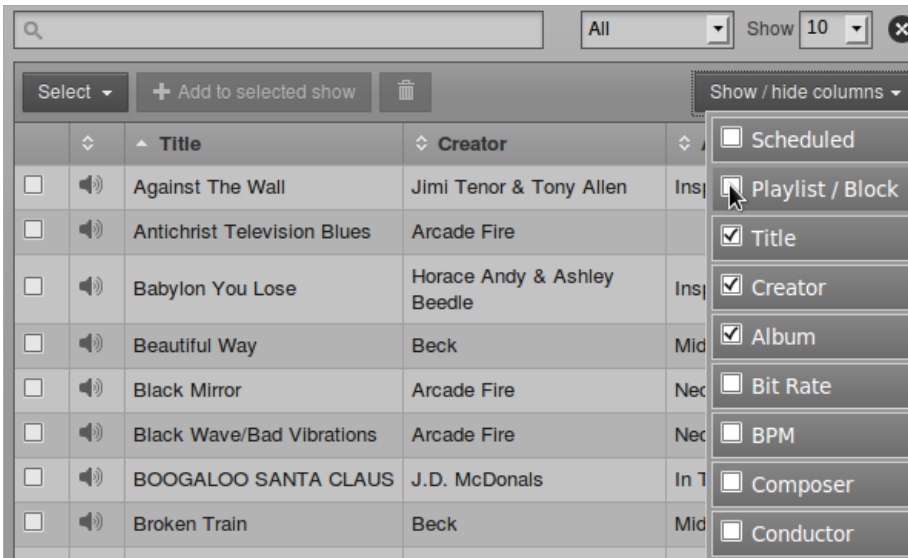 All Show 10
Select Add to selected show Show / hide columns
Title Creator
Against The Wall Jimi Tenor & Tony Allen
Antichrist Television Blues Arcade Fire
Babylon You Lose Horace Andy & Ashley
Beedle
Beautiful Way Beck Mid
Black Mirror Arcade Fire
Black Wave/Bad Vibrations Arcade Fire
BOOGALOO SANTA CLAUS J.D. McDonals In T
Broken Train Beck Mid
Scheduled
Playlist / Block
Title
Creator
Album
Bit Rate
BPM
Composer
Conductor